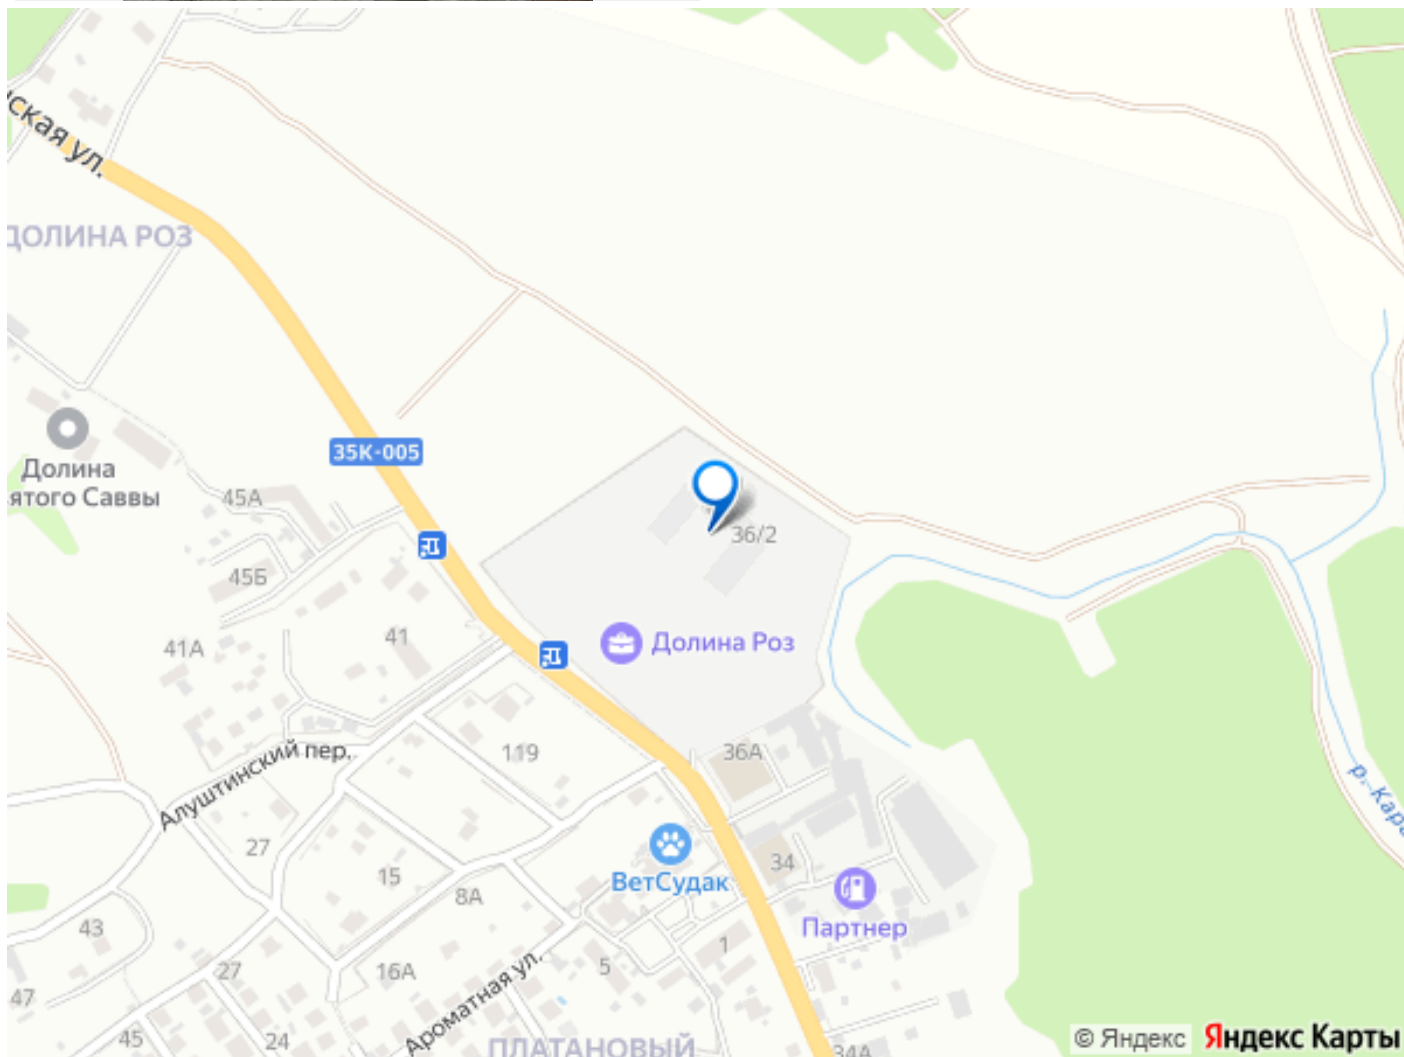 ская ул.
ДОЛИНА РОЗ
35К-005
Долина
ятого Саввы
45А
36/2
45Б
41
41А
Долина Роз
119
36А
Алуштинский пер.
р. Кара
27
ВетСудак
34
15
8А
Партнер
43
1
27
16А
5
Ароматная ул.
47
45
24
ПЛАТАНОВЫЙ
34А
© Яндекс Яндекс Карты